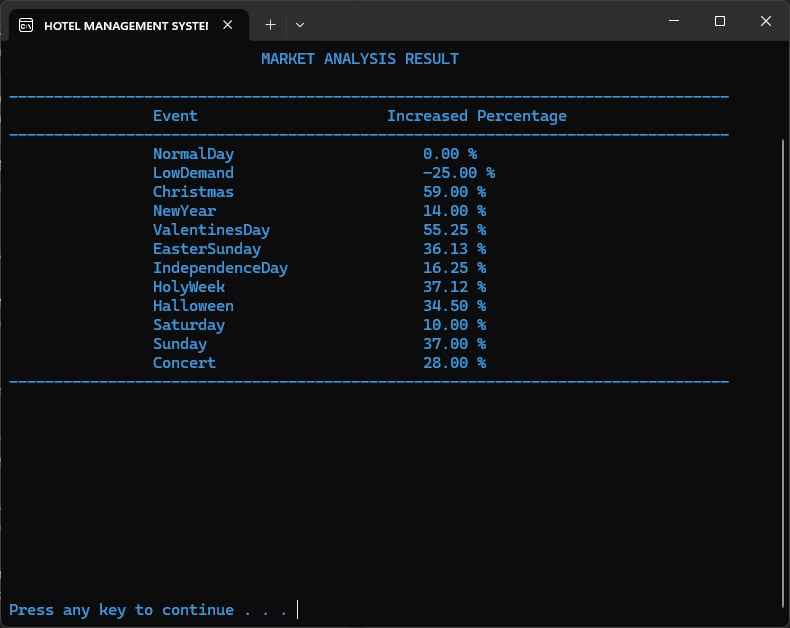 HOTEL MANAGEMENT SYSTEI
MARKET ANALYSIS RESULT
Event Increased Percentage
NormalDay 0.00 %
LowDemand -25.00 %
Christmas 59.00 %
NewYear 14.00 %
ValentinesDay 55.25 %
EasterSunday 36.13 %
IndependenceDay 16.25 %
HolyWeek 37.12 %
Halloween 34.50 %
Saturday 10.00 %
Sunday 37.00 %
Concert 28.00 %
Press any key to continue . . .